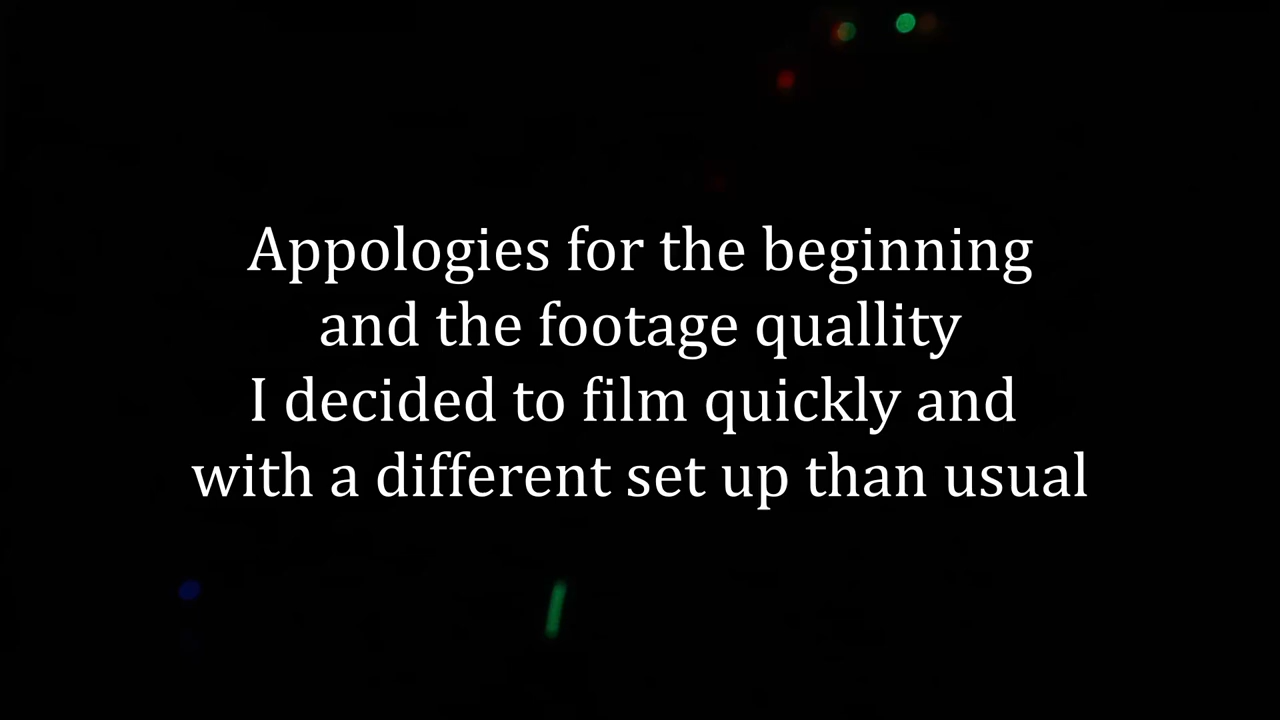 Appologies for the beginning
and the footage quallity
I decided to film quickly and
with a different set up than usual